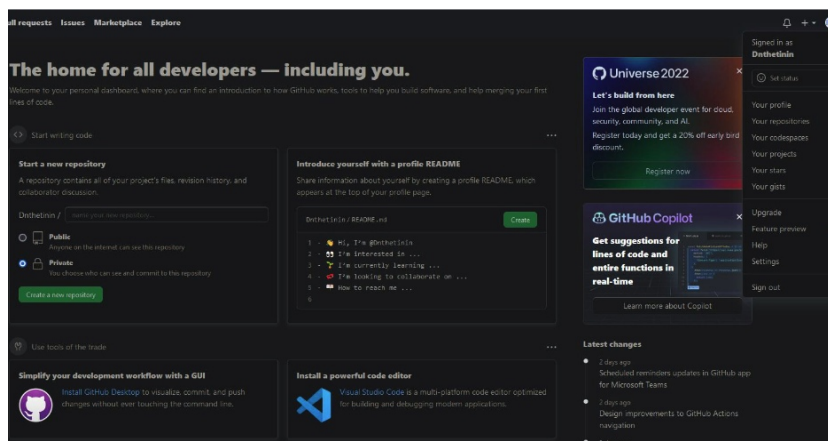 all requests Issues Marketplace Explore
Signed in as
Dnthetinin
Set status
Your profile
Your repositories
Your codespaces
Your projects
Your stars
Your gists
Upgrade
Feature preview
Help
Settings
Sign out
The home for all developers — including you.
Welcome to your personal dashboard, where you can find an introduction to how GitHub works, tools to help you build software, and help merging your first
lines of code.
Start writing code
Start a new repository
A repository contains all of your project's files, revision history, and
collaborator discussion.
Dnthetinin / name your new repository...
Public
Anyone on the internet can see this repository
Private
You choose who can see and commit to this repository
Create a new repository
Introduce yourself with a profile README
Share information about yourself by creating a profile README, which
appears at the top of your profile page.
Dnthetinin / README.md
Create
1 - 👋 Hi, I'm @Dnthetinin
2 - 👀 I'm interested in ...
3 - 🌱 I'm currently learning ...
4 - 💞️ I'm looking to collaborate on ...
5 - 📫 How to reach me ...
6
Universe 2022
Let's build from here
Join the global developer event for cloud,
security, community, and AI.
Register today and get a 20% off early bird
discount.
Register now
GitHub Copilot
Get suggestions for
lines of code and
entire functions in
real-time
Learn more about Copilot
Use tools of the trade
Simplify your development workflow with a GUI
Install GitHub Desktop to visualize, commit, and push
changes without ever touching the command line.
Install a powerful code editor
Visual Studio Code is a multi-platform code editor optimized
for building and debugging modern applications.
Latest changes
2 days ago
Scheduled reminders updates in GitHub app
for Microsoft Teams
2 days ago
Design improvements to GitHub Actions
navigation